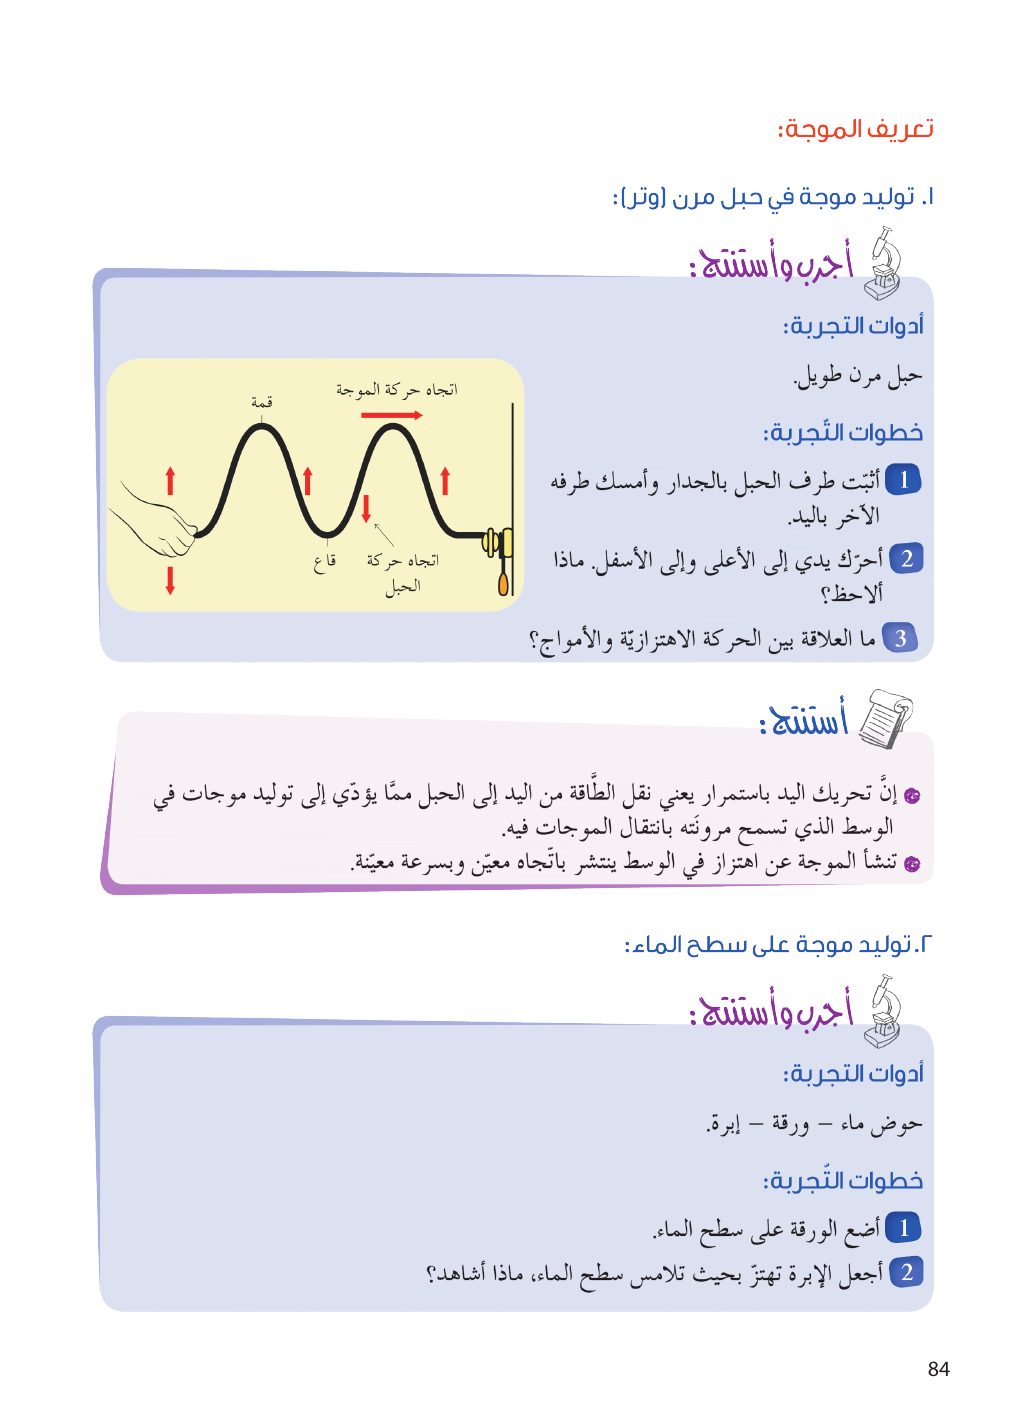 تعريف الموجة:
١. توليد موجة في حبل مرن (وتر):
أجرب وأستنتج:
أدوات التجربة:
حبل مرن طويل.
خطوات التّجربة:
1 أثبّت طرف الحبل بالجدار وأمسك طرفه
الآخر باليد.
2 أحرّك يدي إلى الأعلى وإلى الأسفل. ماذا
ألاحظ؟
3 ما العلاقة بين الحركة الاهتزازيّة والأمواج؟
اتجاه حركة الموجة
قمة
قاع
اتجاه حركة
الحبل
أستنتج:
إنَّ تحريك اليد باستمرار يعني نقل الطَّاقة من اليد إلى الحبل ممَّا يؤدّي إلى توليد موجات في
الوسط الذي تسمح مرونَته بانتقال الموجات فيه.
تنشأ الموجة عن اهتزاز في الوسط ينتشر باتّجاه معيّن وبسرعة معيّنة.
٢. توليد موجة على سطح الماء:
أجرب وأستنتج:
أدوات التجربة:
حوض ماء – ورقة – إبرة.
خطوات التّجربة:
1 أضع الورقة على سطح الماء.
2 أجعل الإبرة تهتزّ بحيث تلامس سطح الماء، ماذا أشاهد؟
84